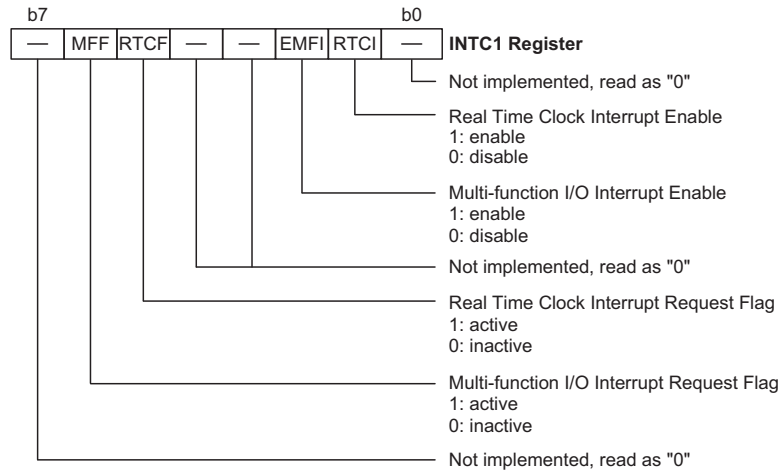 b7 b0
— MFF RTCF — — EMFI RTCI — INTC1 Register
Not implemented, read as "0"
Real Time Clock Interrupt Enable
1: enable
0: disable
Multi-function I/O Interrupt Enable
1: enable
0: disable
Not implemented, read as "0"
Real Time Clock Interrupt Request Flag
1: active
0: inactive
Multi-function I/O Interrupt Request Flag
1: active
0: inactive
Not implemented, read as "0"